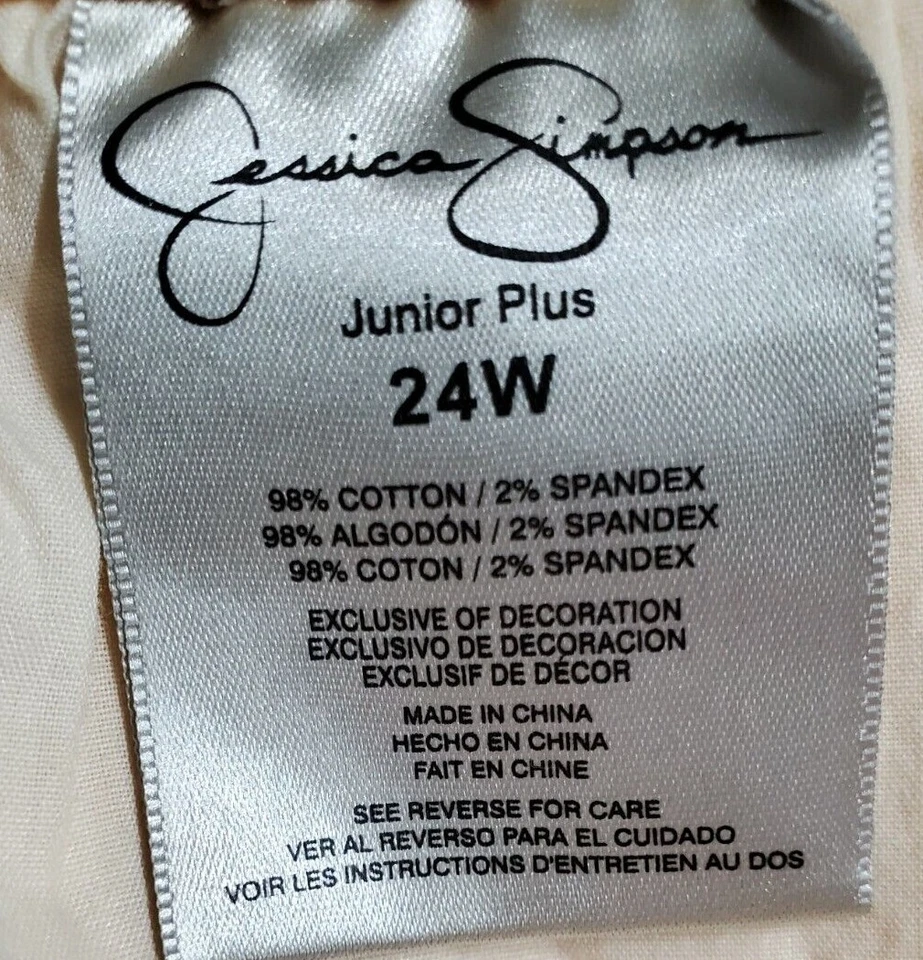 Jessica Simpson
Junior Plus
24W
98% COTTON / 2% SPANDEX
98% ALGODÓN / 2% SPANDEX
98% COTON / 2% SPANDEX
EXCLUSIVE OF DECORATION
EXCLUSIVO DE DECORACION
EXCLUSIF DE DÉCOR
MADE IN CHINA
HECHO EN CHINA
FAIT EN CHINE
SEE REVERSE FOR CARE
VER AL REVERSO PARA EL CUIDADO
VOIR LES INSTRUCTIONS D'ENTRETIEN AU DOS